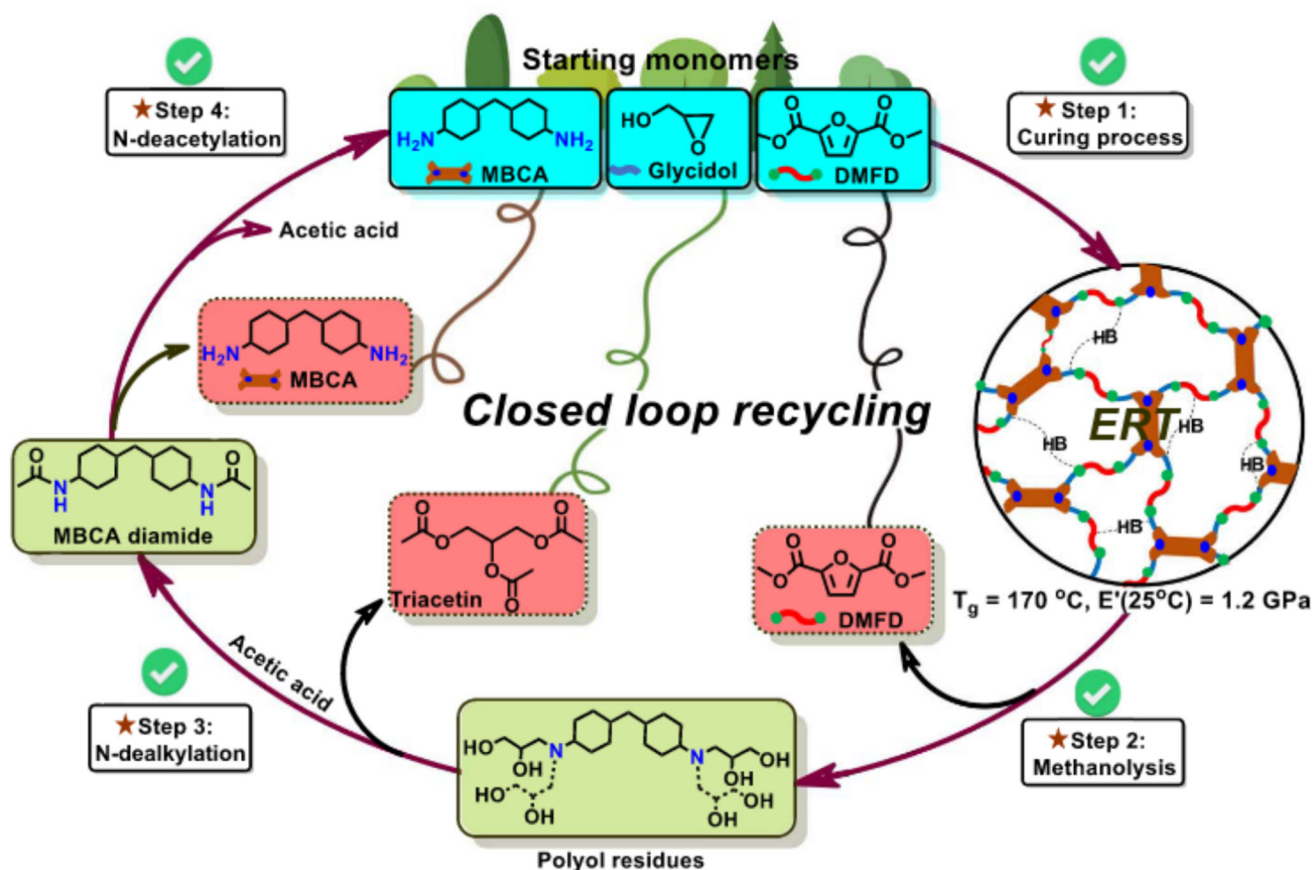 Starting monomers
★Step 4:
N-deacetylation
H₂N
NH₂
MBCA
HO
O
Glycidol
O
O
O
O
O
DMFD
★Step 1:
Curing process
Acetic acid
H₂N
NH₂
MBCA
Closed loop recycling
HB
ERT
HB
HB
HB
HB
O
N
H
N
H
O
MBCA diamide
O
O
O
O
O
O
Triacetin
O
O
O
O
O
DMFD
T_g = 170 °C, E'(25°C) = 1.2 GPa
Acetic acid
★Step 3:
N-dealkylation
HO
OH
N
HO
OH
N
OH
HO
OH
OH
Polyol residues
★Step 2:
Methanolysis